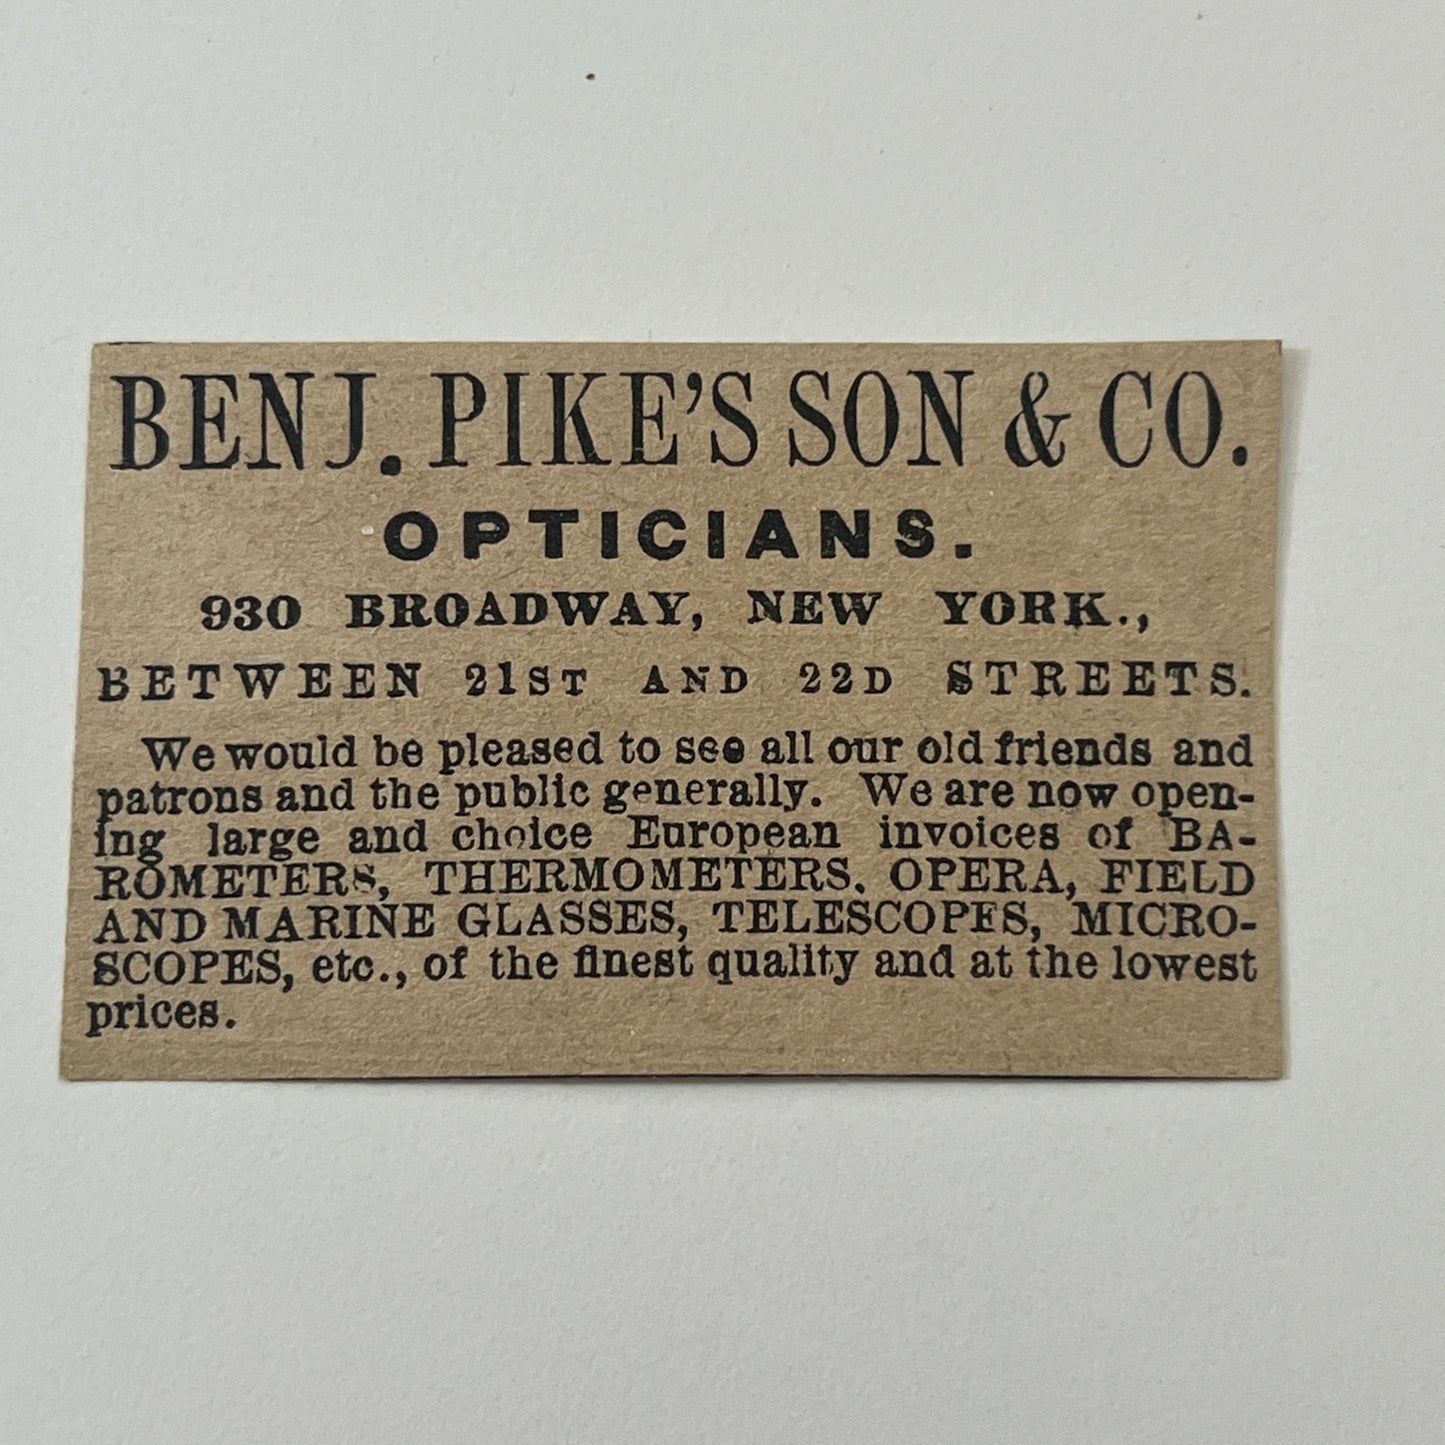 BENJ. PIKE'S SON & CO.
OPTICIANS.
930 BROADWAY, NEW YORK.,
BETWEEN 21ST AND 22D STREETS.
We would be pleased to see all our old friends and
patrons and the public generally. We are now open-
ing large and choice European invoices of BA-
ROMETERS, THERMOMETERS. OPERA, FIELD
AND MARINE GLASSES, TELESCOPES, MICRO-
SCOPES, etc., of the finest quality and at the lowest
prices.